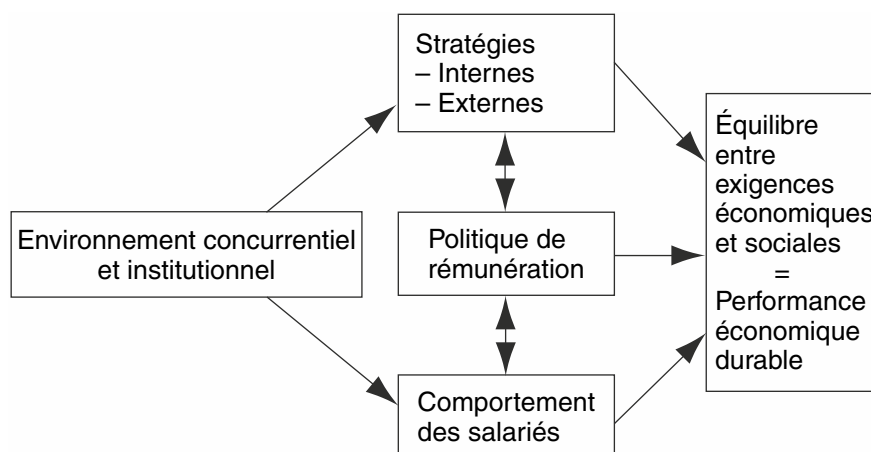 Stratégies
– Internes
– Externes
Environnement concurrentiel
et institutionnel
Politique de
rémunération
Comportement
des salariés
Équilibre
entre
exigences
économiques
et sociales
=
Performance
économique
durable